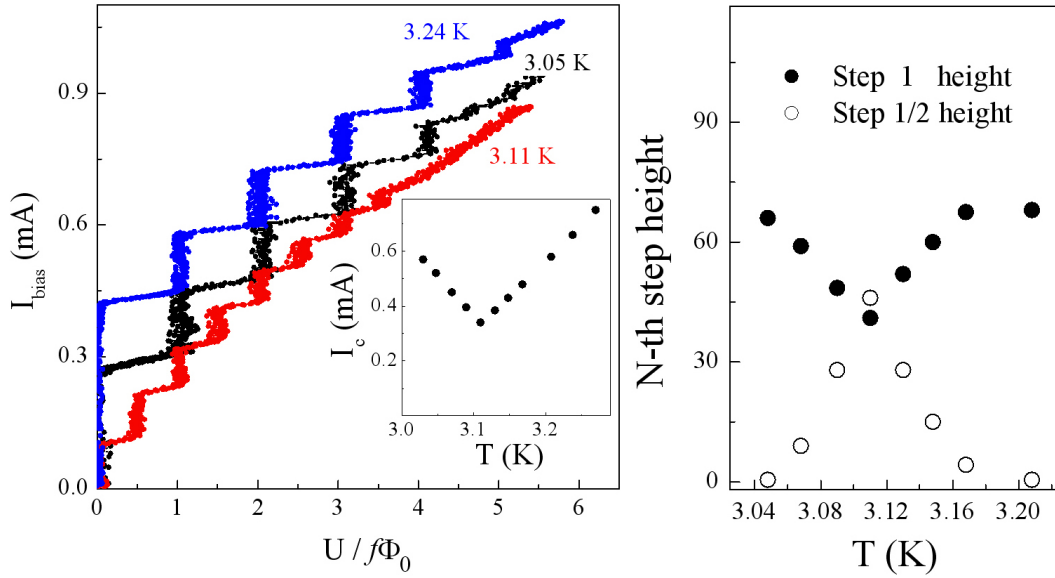 3.24 K
3.05 K
3.11 K
0.9
0.6
0.3
0.0
I_bias (mA)
0 1 2 3 4 5 6
U / fΦ₀
0.6
0.4
0.2
I_c (mA)
3.0 3.1 3.2
T (K)
Step 1 height
Step 1/2 height
90
60
30
0
N-th step height
3.04 3.08 3.12 3.16 3.20
T (K)